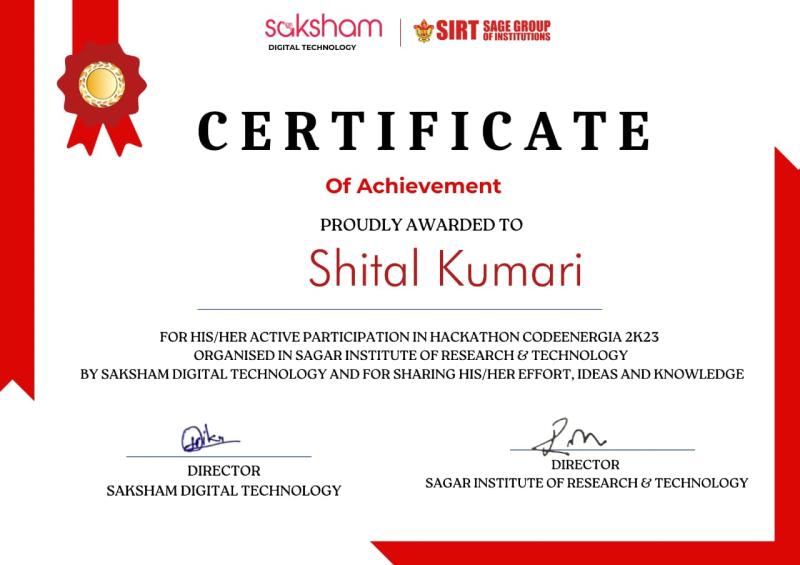 saksham
DIGITAL TECHNOLOGY
SIRT SAGE GROUP
OF INSTITUTIONS
CERTIFICATE
Of Achievement
PROUDLY AWARDED TO
Shital Kumari
FOR HIS/HER ACTIVE PARTICIPATION IN HACKATHON CODEENERGIA 2K23
ORGANISED IN SAGAR INSTITUTE OF RESEARCH & TECHNOLOGY
BY SAKSHAM DIGITAL TECHNOLOGY AND FOR SHARING HIS/HER EFFORT, IDEAS AND KNOWLEDGE
DIRECTOR
SAKSHAM DIGITAL TECHNOLOGY
DIRECTOR
SAGAR INSTITUTE OF RESEARCH & TECHNOLOGY